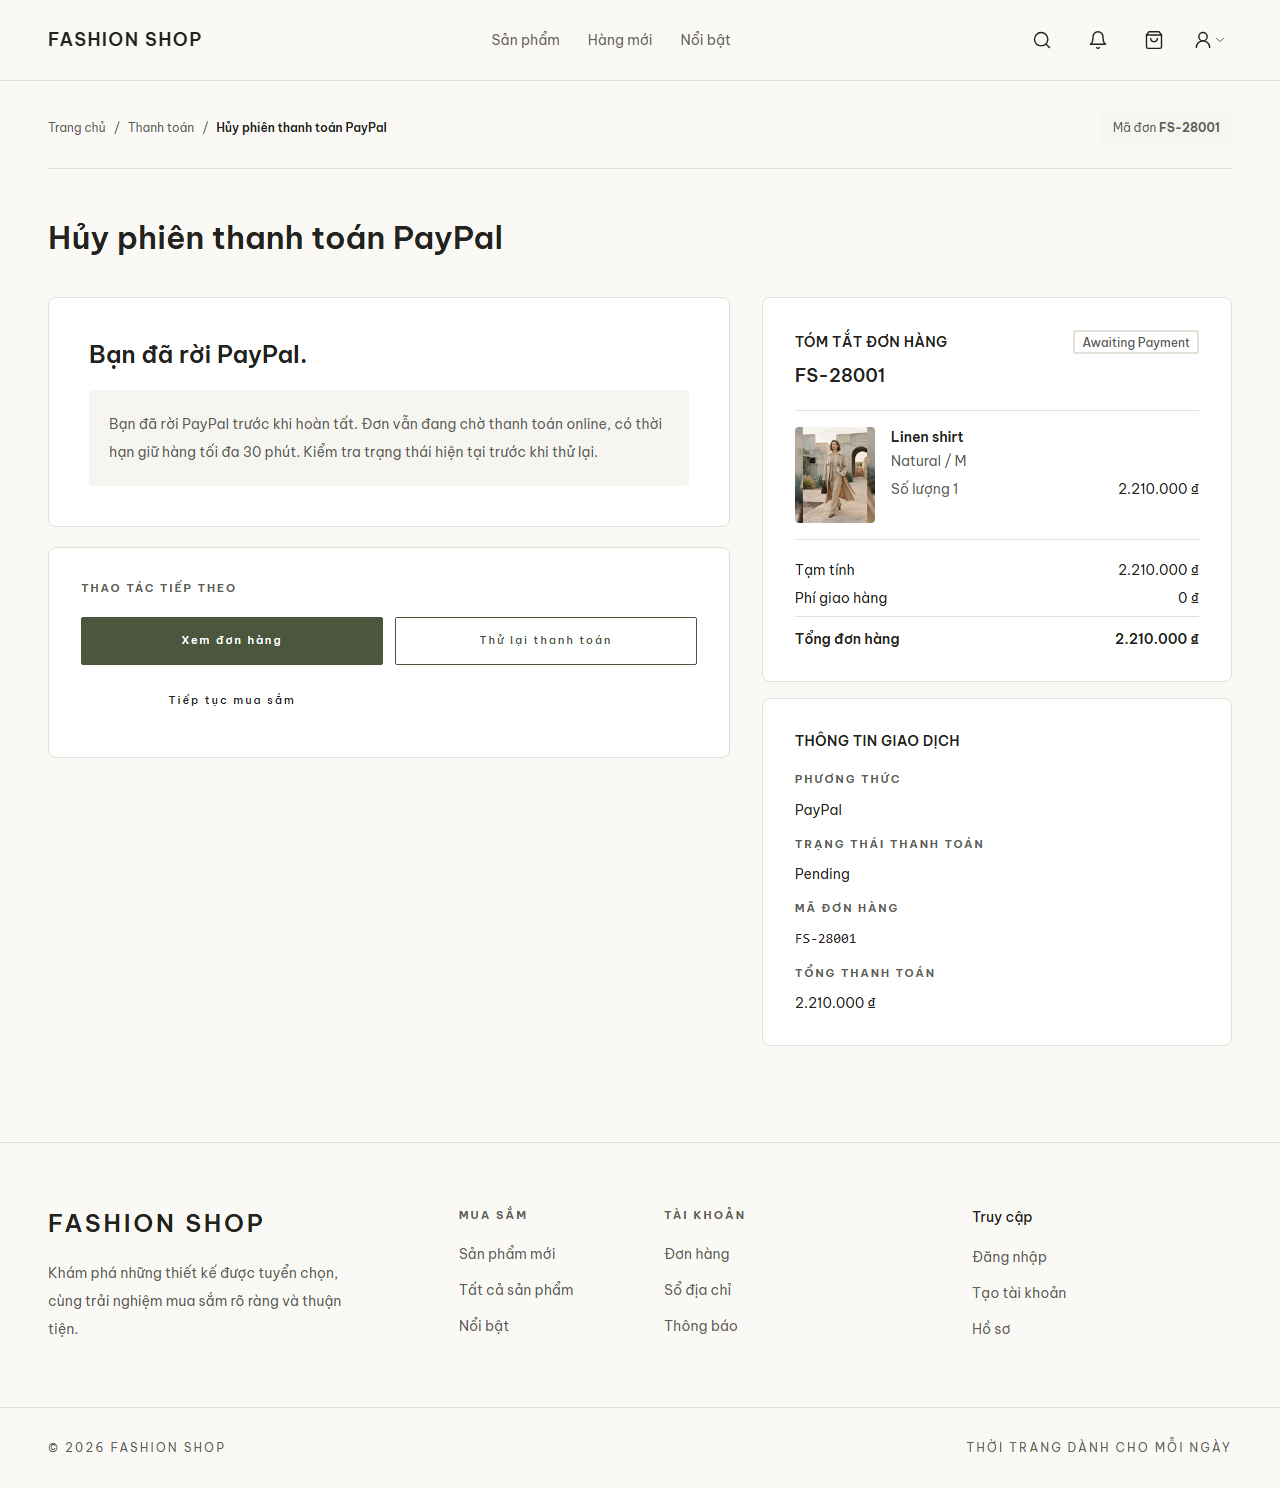 FASHION SHOP
Sản phẩm Hàng mới Nổi bật
Trang chủ / Thanh toán / Hủy phiên thanh toán PayPal
Mã đơn FS-28001
Hủy phiên thanh toán PayPal
Bạn đã rời PayPal.
Bạn đã rời PayPal trước khi hoàn tất. Đơn vẫn đang chờ thanh toán online, có thời
hạn giữ hàng tối đa 30 phút. Kiểm tra trạng thái hiện tại trước khi thử lại.
THAO TÁC TIẾP THEO
Xem đơn hàng
Thử lại thanh toán
Tiếp tục mua sắm
TÓM TẮT ĐƠN HÀNG
Awaiting Payment
FS-28001
Linen shirt
Natural / M
Số lượng 1 2.210.000 ₫
Tạm tính 2.210.000 ₫
Phí giao hàng 0 ₫
Tổng đơn hàng 2.210.000 ₫
THÔNG TIN GIAO DỊCH
PHƯƠNG THỨC
PayPal
TRẠNG THÁI THANH TOÁN
Pending
MÃ ĐƠN HÀNG
FS-28001
TỔNG THANH TOÁN
2.210.000 ₫
FASHION SHOP
Khám phá những thiết kế được tuyển chọn,
cùng trải nghiệm mua sắm rõ ràng và thuận
tiện.
MUA SẮM
Sản phẩm mới
Tất cả sản phẩm
Nổi bật
TÀI KHOẢN
Đơn hàng
Sổ địa chỉ
Thông báo
Truy cập
Đăng nhập
Tạo tài khoản
Hồ sơ
© 2026 FASHION SHOP
THỜI TRANG DÀNH CHO MỖI NGÀY